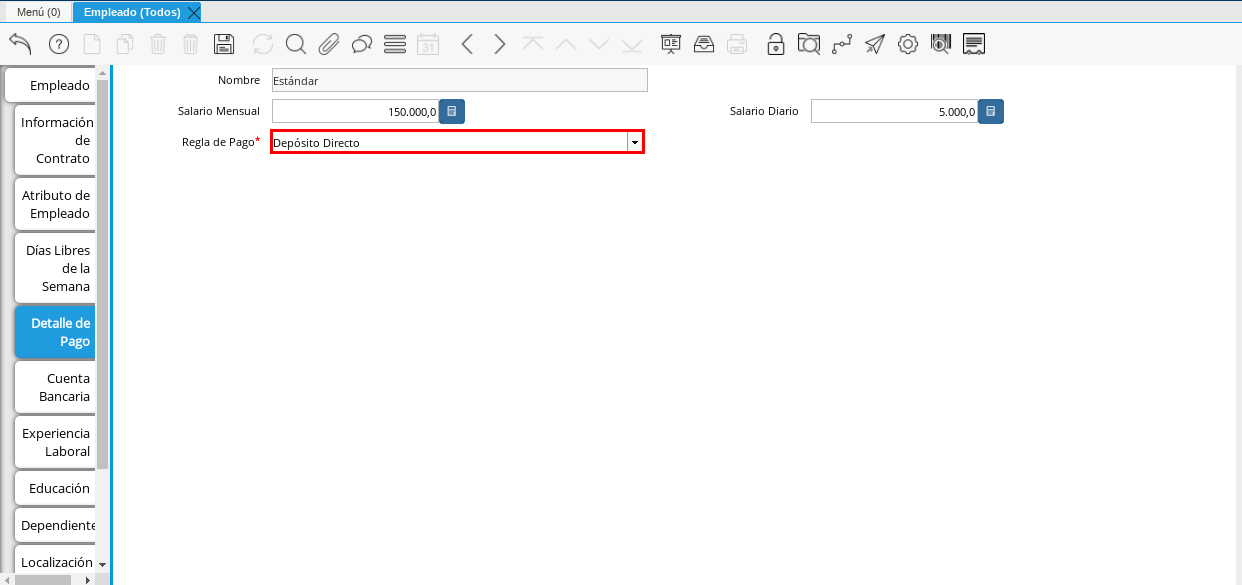 Menú (0)
Empleado (Todos)
31
Empleado
Información
de
Contrato
Atributo de
Empleado
Días Libres
de la
Semana
Detalle de
Pago
Cuenta
Bancaria
Experiencia
Laboral
Educación
Dependiente
Localización
Nombre
Estándar
Salario Mensual
150.000,0
Salario Diario
5.000,0
Regla de Pago*
Depósito Directo